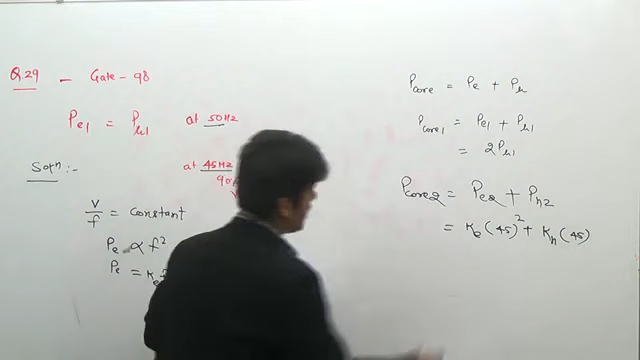 Q.29 - Gate - 98
Pe1 = Ph1 at 50Hz
Solⁿ :- at 45Hz
90%
V/f = constant
Pe ∝ f²
Pe = Ke
Pcore = Pe + Ph
Pcore1 = Pe1 + Ph1
= 2Ph1
Pcore2 = Pe2 + Ph2
= Ke(45)² + Kh(45)